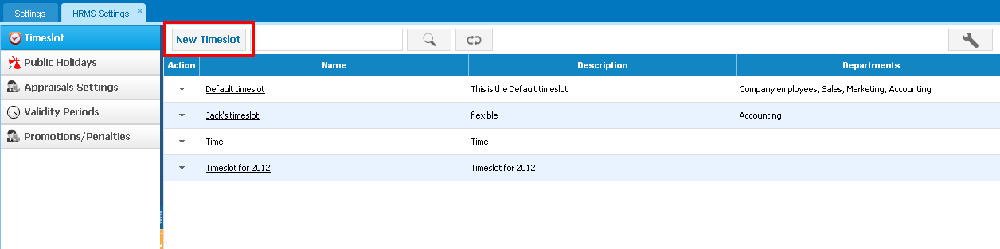 Settings HRMS Settings
Timeslot
Public Holidays
Appraisals Settings
Validity Periods
Promotions/Penalties
New Timeslot
Action Name Description Departments
Default timeslot This is the Default timeslot Company employees, Sales, Marketing, Accounting
Jack's timeslot flexible Accounting
Time Time
Timeslot for 2012 Timeslot for 2012